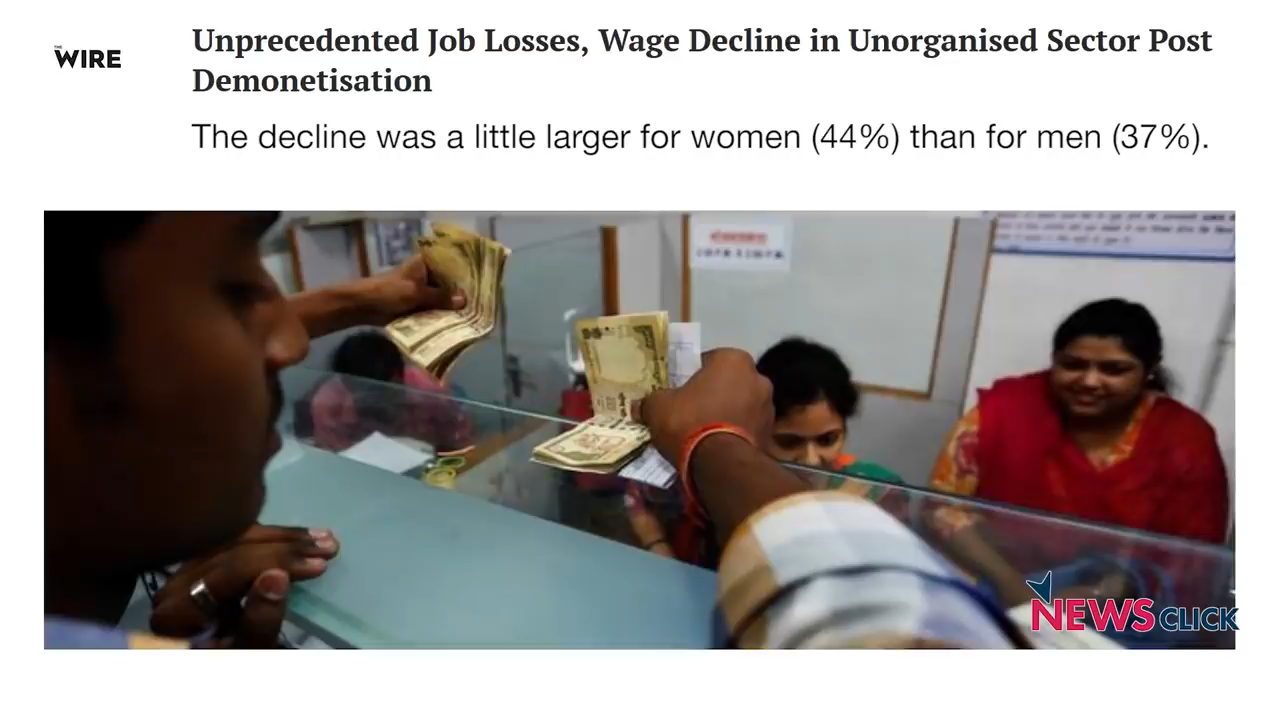 THE
WIRE
Unprecedented Job Losses, Wage Decline in Unorganised Sector Post
Demonetisation
The decline was a little larger for women (44%) than for men (37%).
NEWSCLICK